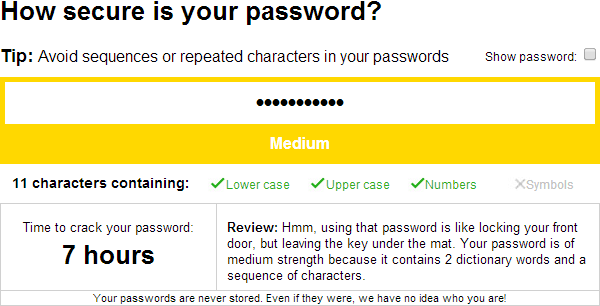 How secure is your password?
Tip: Avoid sequences or repeated characters in your passwords
Show password:
•••••••••••
Medium
11 characters containing:
Lower case
Upper case
Numbers
Symbols
Time to crack your password:
7 hours
Review: Hmm, using that password is like locking your front
door, but leaving the key under the mat. Your password is of
medium strength because it contains 2 dictionary words and a
sequence of characters.
Your passwords are never stored. Even if they were, we have no idea who you are!